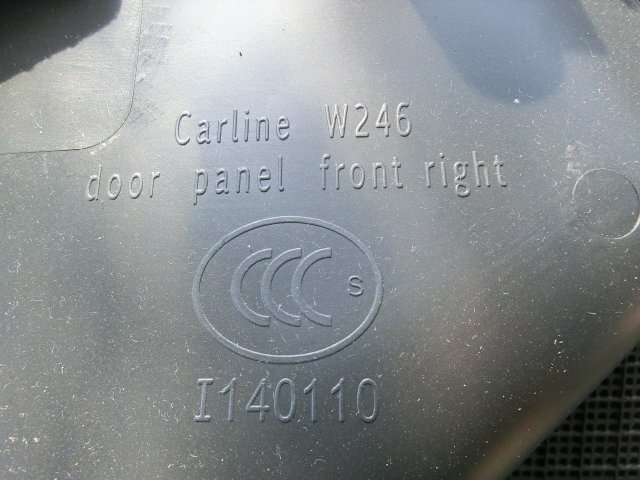 Carline W246
door panel front right
CCC S
I140110